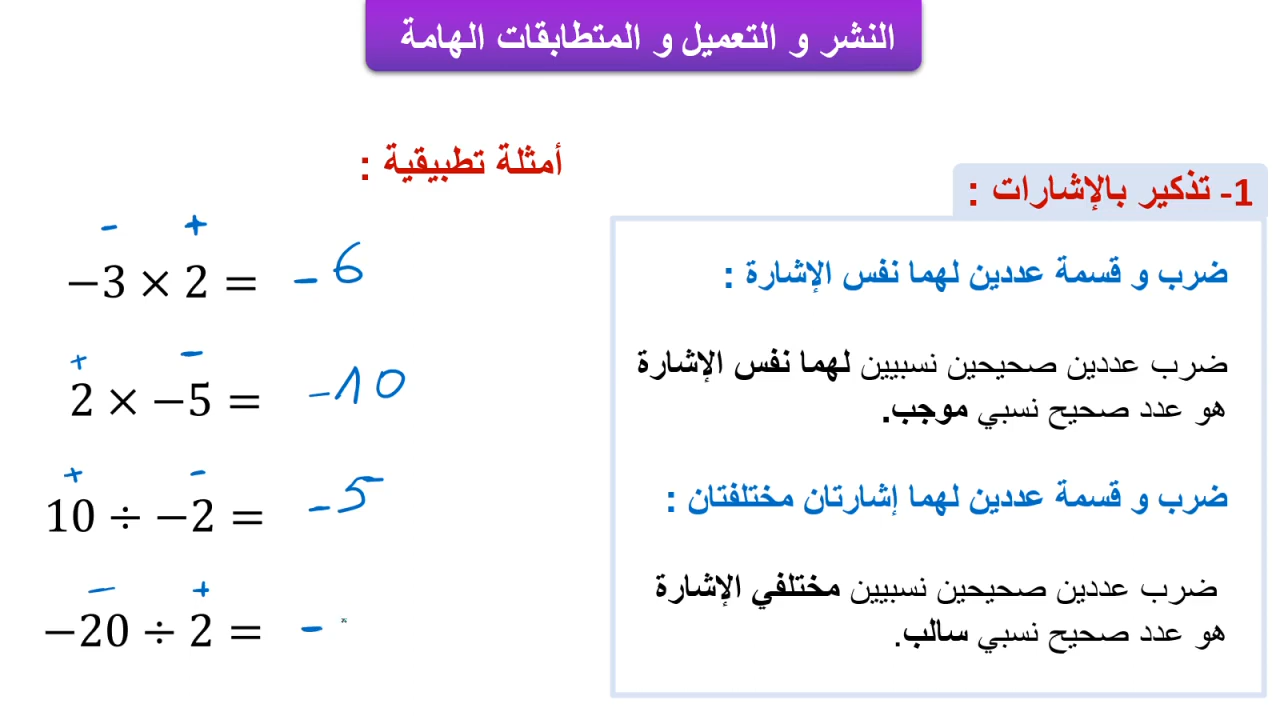 النشر و التعميل و المتطابقات الهامة
1- تذكير بالإشارات :
ضرب و قسمة عددين لهما نفس الإشارة :
ضرب عددين صحيحين نسبيين لهما نفس الإشارة
هو عدد صحيح نسبي موجب.
ضرب و قسمة عددين لهما إشارتان مختلفتان :
ضرب عددين صحيحين نسبيين مختلفي الإشارة
هو عدد صحيح نسبي سالب.
أمثلة تطبيقية :
- +
−3 × 2 = - 6
+ -
2 × −5 = -10
+ -
10 ÷ −2 = -5
- +
−20 ÷ 2 = -